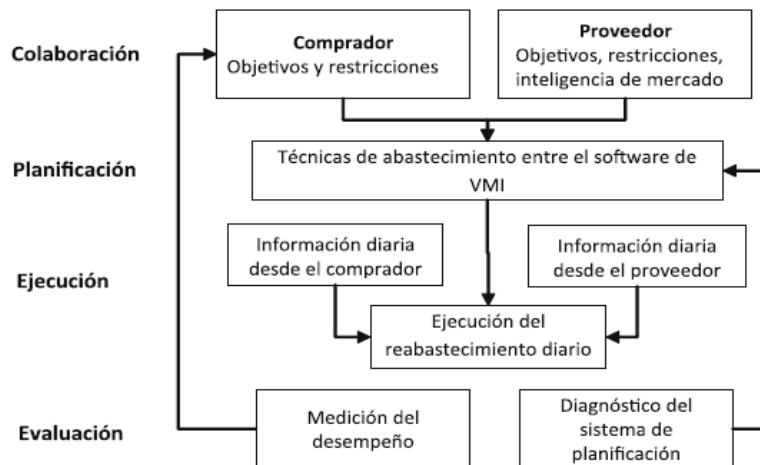 Colaboración
Comprador
Objetivos y restricciones
Proveedor
Objetivos, restricciones,
inteligencia de mercado
Planificación
Técnicas de abastecimiento entre el software de
VMI
Ejecución
Información diaria
desde el comprador
Información diaria
desde el proveedor
Ejecución del
reabastecimiento diario
Evaluación
Medición del
desempeño
Diagnóstico del
sistema de
planificación